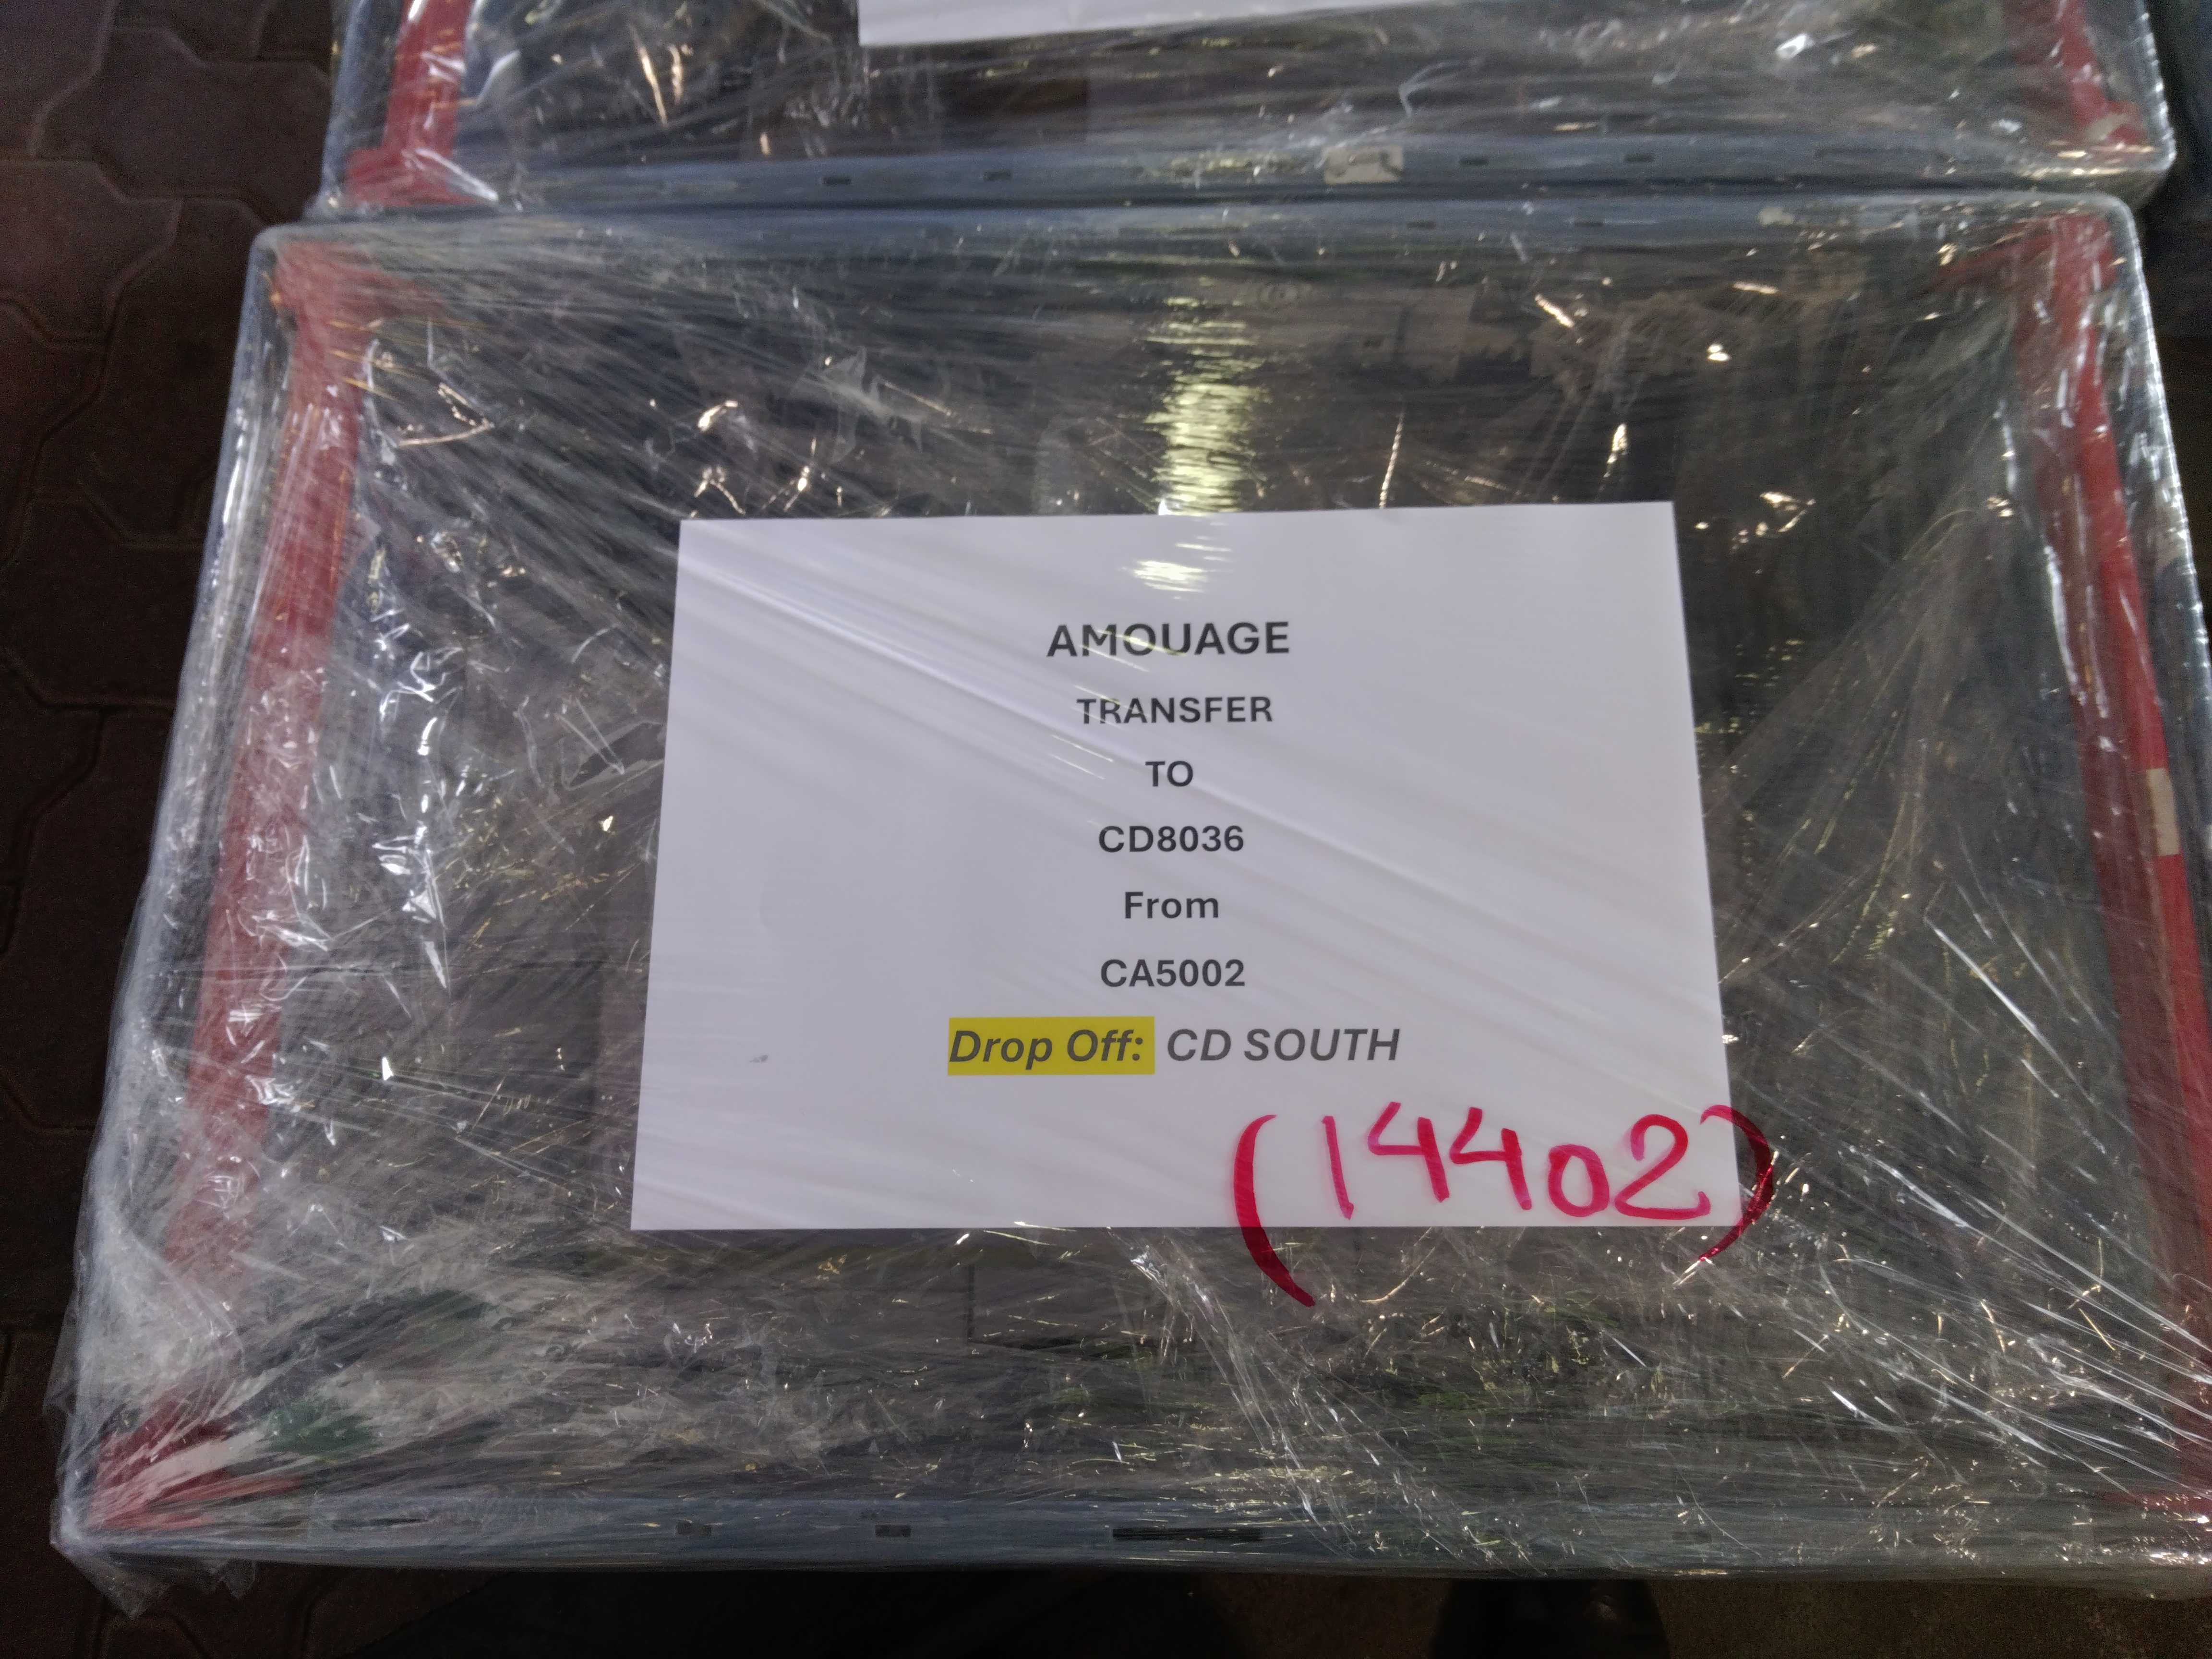 AMOUAGE
TRANSFER
TO
CD8036
From
CA5002
Drop Off: CD SOUTH
(14402)